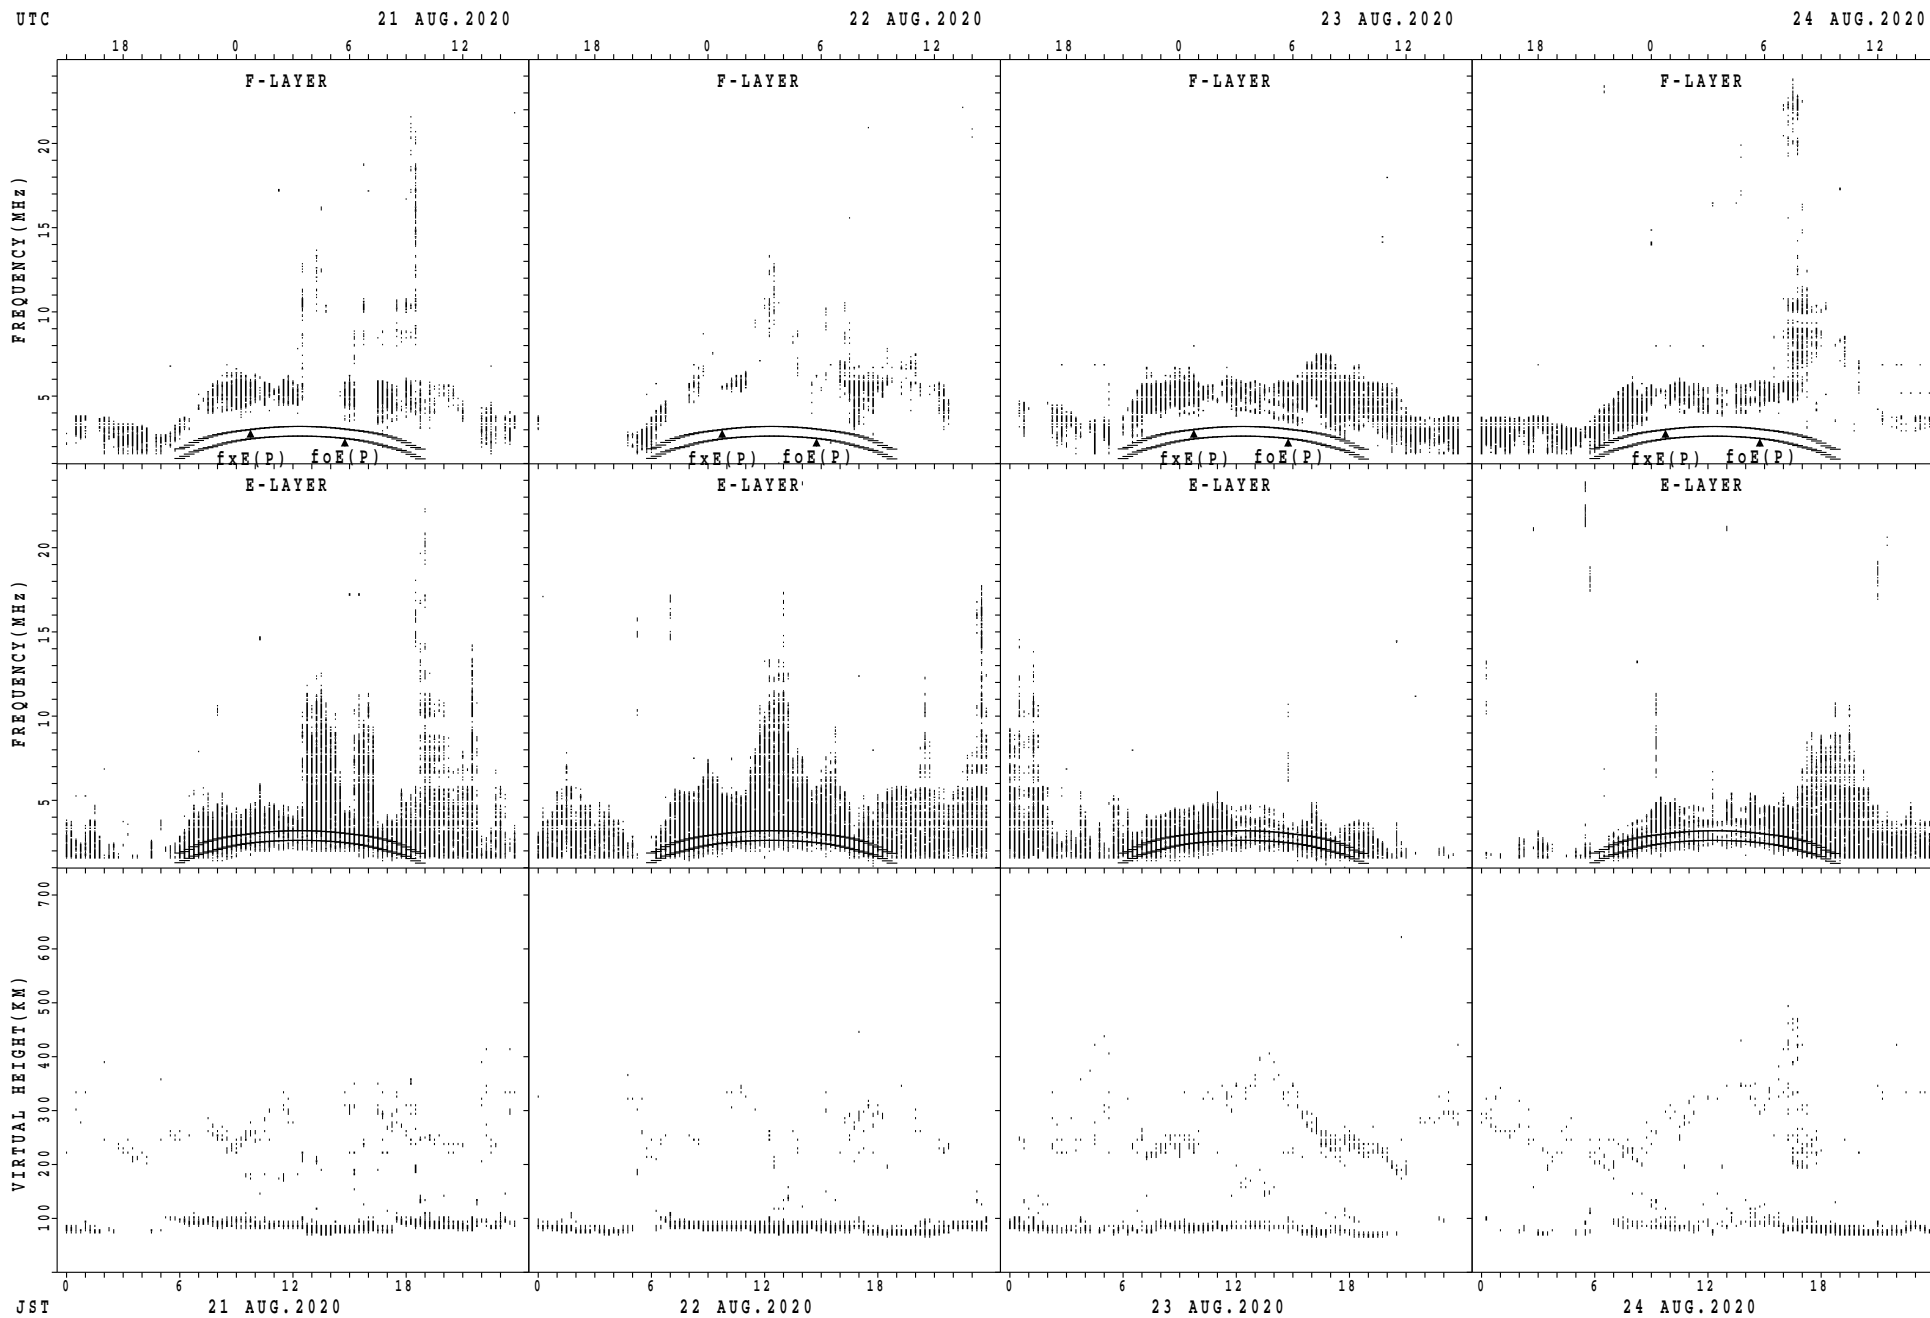 UTC 21 AUG.2020 22 AUG.2020 23 AUG.2020 24 AUG.2020
18 0 6 12 18 0 6 12 18 0 6 12 18 0 6 12
F-LAYER F-LAYER F-LAYER F-LAYER
FREQUENCY(MHz)
20
15
10
5
fxE(P) foE(P) fxE(P) foE(P) fxE(P) foE(P) fxE(P) foE(P)
E-LAYER E-LAYER E-LAYER E-LAYER
FREQUENCY(MHz)
20
15
10
5
VIRTUAL HEIGHT(KM)
700
600
500
400
300
200
100
0 6 12 18 0 6 12 18 0 6 12 18 0 6 12 18
JST 21 AUG.2020 22 AUG.2020 23 AUG.2020 24 AUG.2020